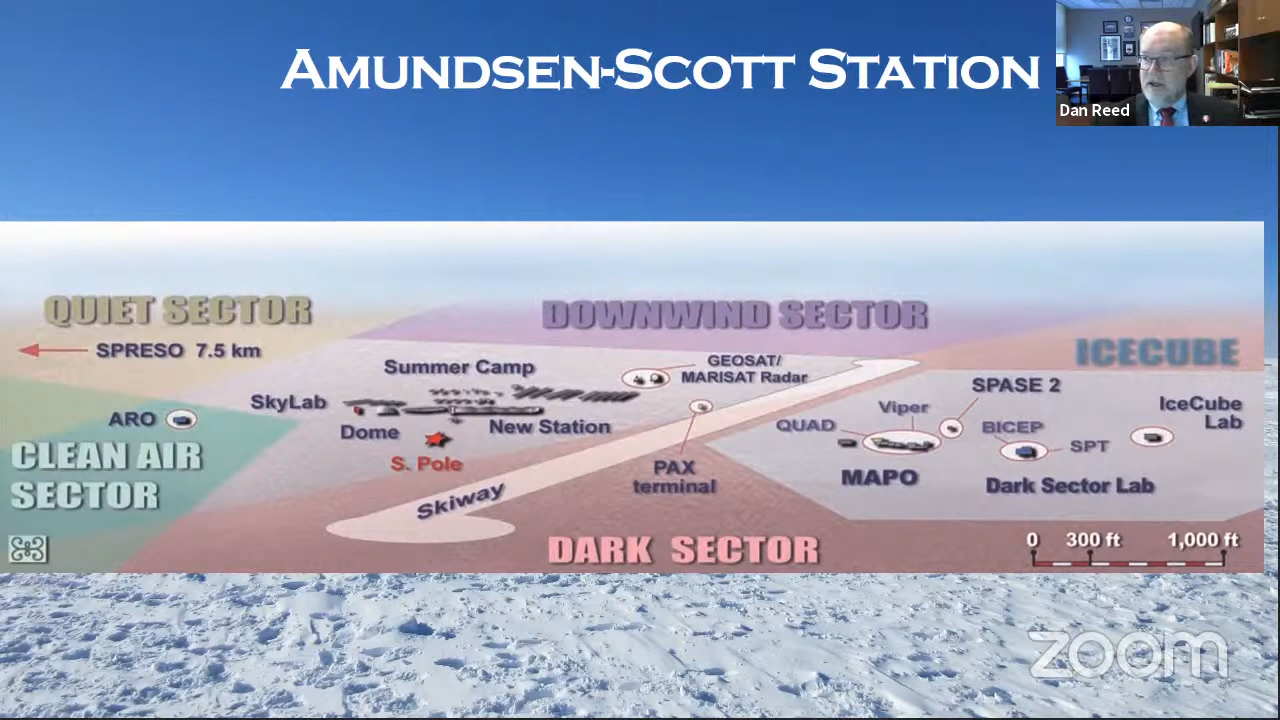 AMUNDSEN-SCOTT STATION
Dan Reed
QUIET SECTOR
DOWNWIND SECTOR
SPRESO 7.5 km
ICECUBE
Summer Camp
GEOSAT/
MARISAT Radar
SPASE 2
SkyLab
ARO
Dome
New Station
Viper
QUAD
BICEP
IceCube
Lab
SPT
CLEAN AIR
SECTOR
S. Pole
PAX
terminal
MAPO
Dark Sector Lab
Skiway
DARK SECTOR
0 300 ft 1,000 ft
zoom